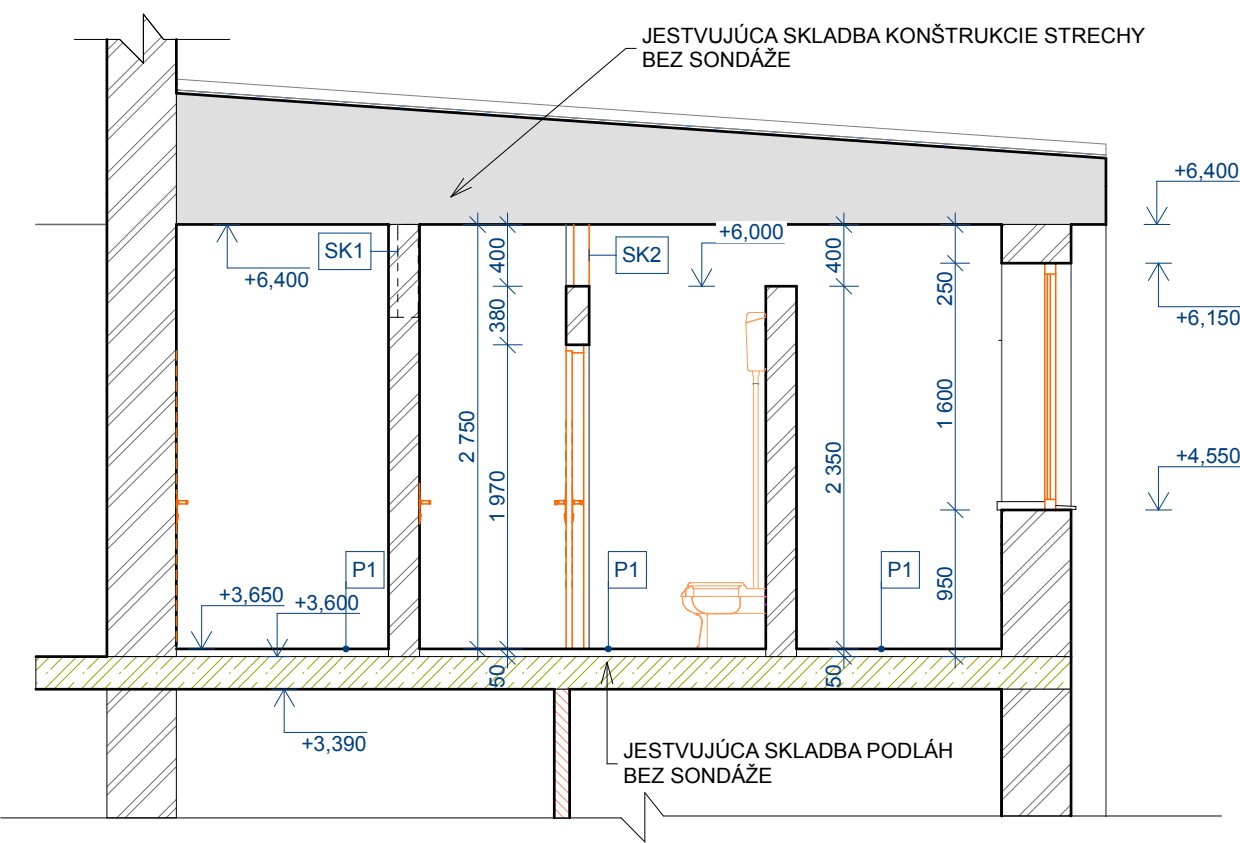 JESTVUJÚCA SKLADBA KONŠTRUKCIE STRECHY
BEZ SONDÁŽE
+6,400
SK1
+6,400
400
SK2
+6,000
400
250
+6,150
380
2 750
1 970
2 350
1 600
+4,550
950
P1
P1
P1
+3,650
+3,600
50
50
+3,390
JESTVUJÚCA SKLADBA PODLÁH
BEZ SONDÁŽE